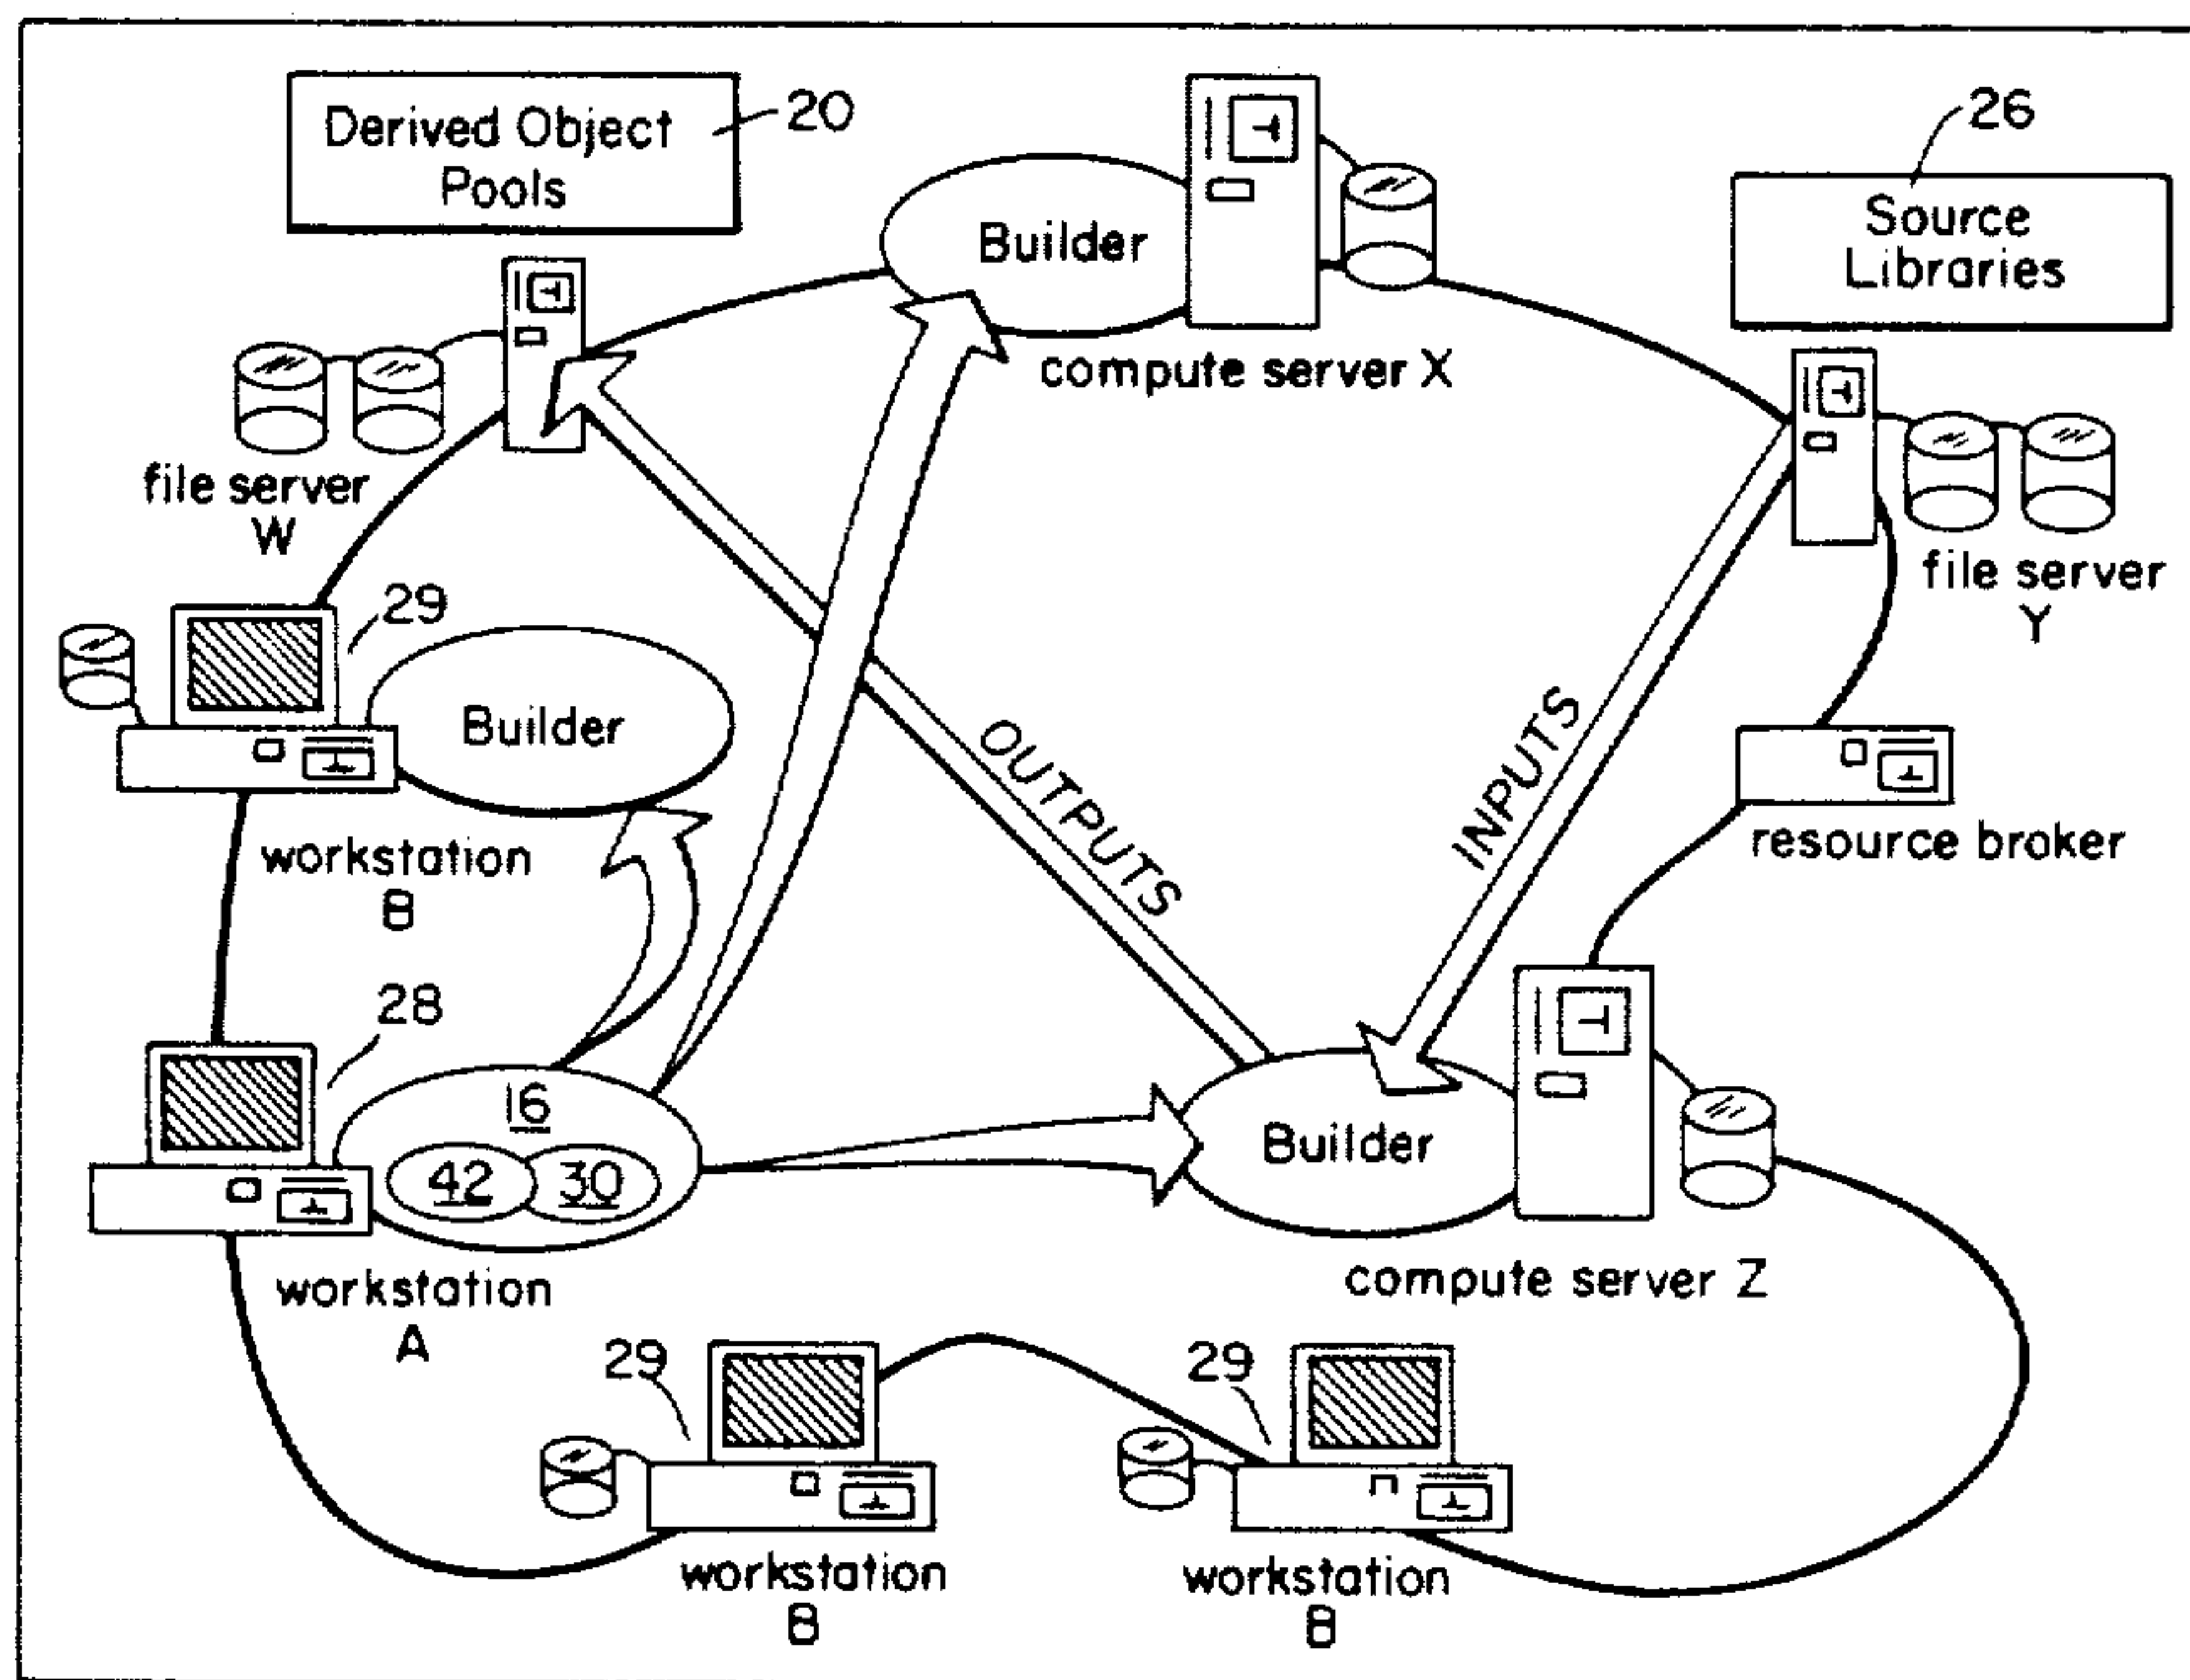 Derived Object
Pools
20
26
Source
Libraries
Builder
compute server X
file server
W
file server
Y
29
Builder
workstation
B
OUTPUTS
INPUTS
resource broker
28
16
42
30
workstation
A
Builder
compute server Z
29
workstation
B
29
workstation
B